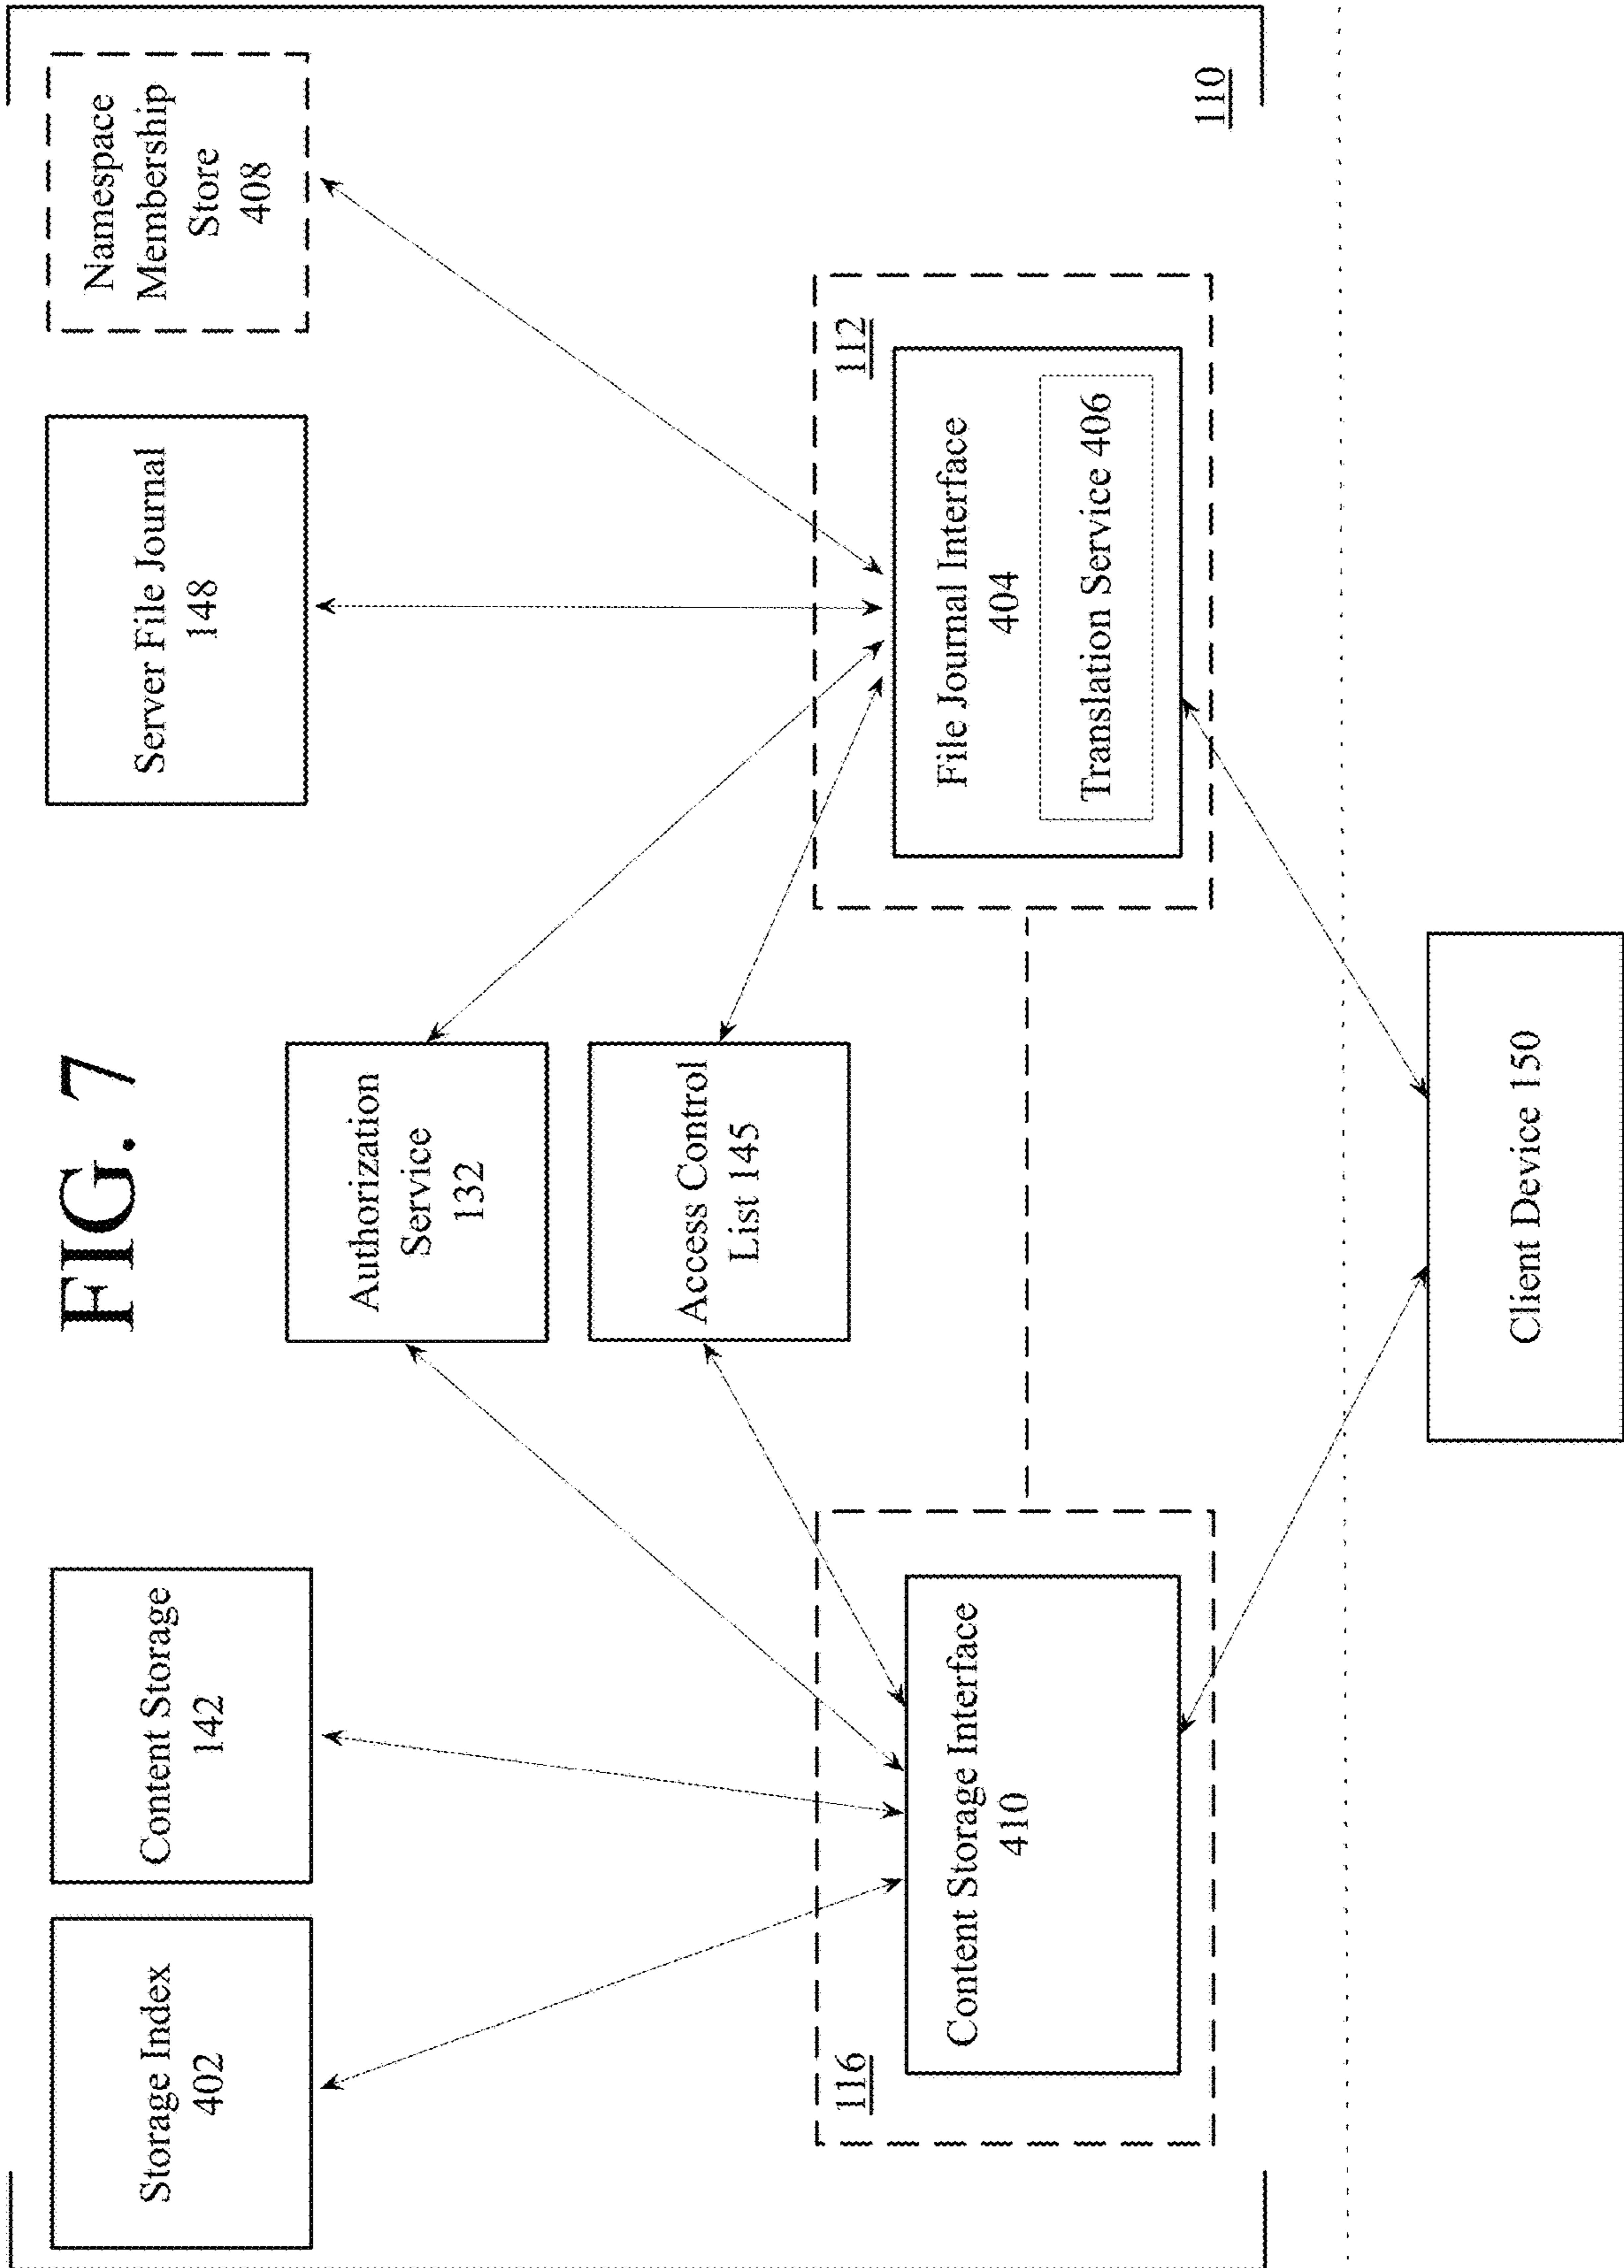 FIG. 7
Storage Index
402
Content Storage
142
Authorization
Service
132
Access Control
List 145
Server File Journal
148
Namespace
Membership
Store
408
116
Content Storage Interface
410
112
File Journal Interface
404
Translation Service 406
110
Client Device 150